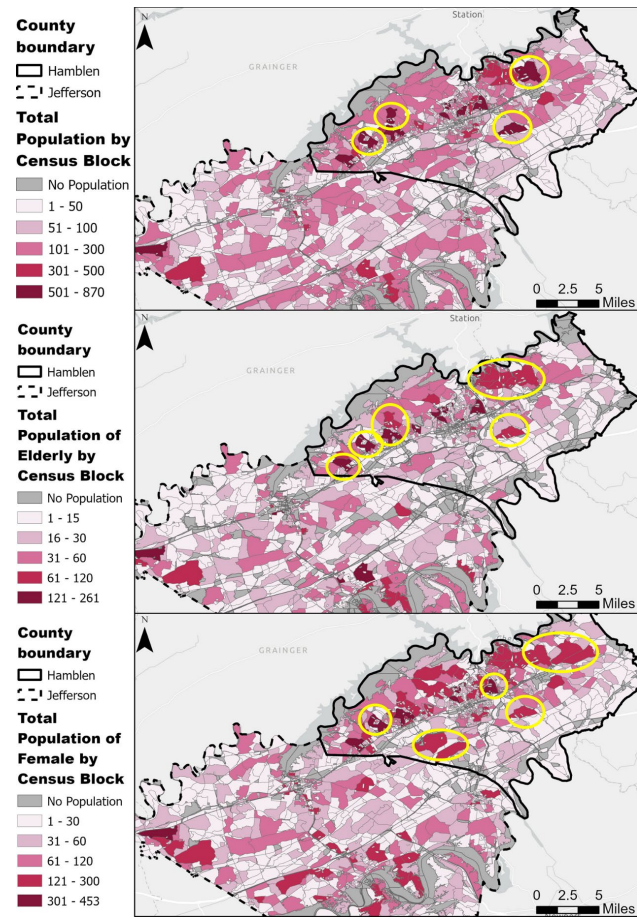 County
boundary
Hamblen
Jefferson
Total
Population by
Census Block
No Population
1 - 50
51 - 100
101 - 300
301 - 500
501 - 870
N
Station
GRAINGER
0 2.5 5
Miles
County
boundary
Hamblen
Jefferson
Total
Population of
Elderly by
Census Block
No Population
1 - 15
16 - 30
31 - 60
61 - 120
121 - 261
N
Station
GRAINGER
0 2.5 5
Miles
County
boundary
Hamblen
Jefferson
Total
Population of
Female by
Census Block
No Population
1 - 30
31 - 60
61 - 120
121 - 300
301 - 453
N
GRAINGER
0 2.5 5
Miles